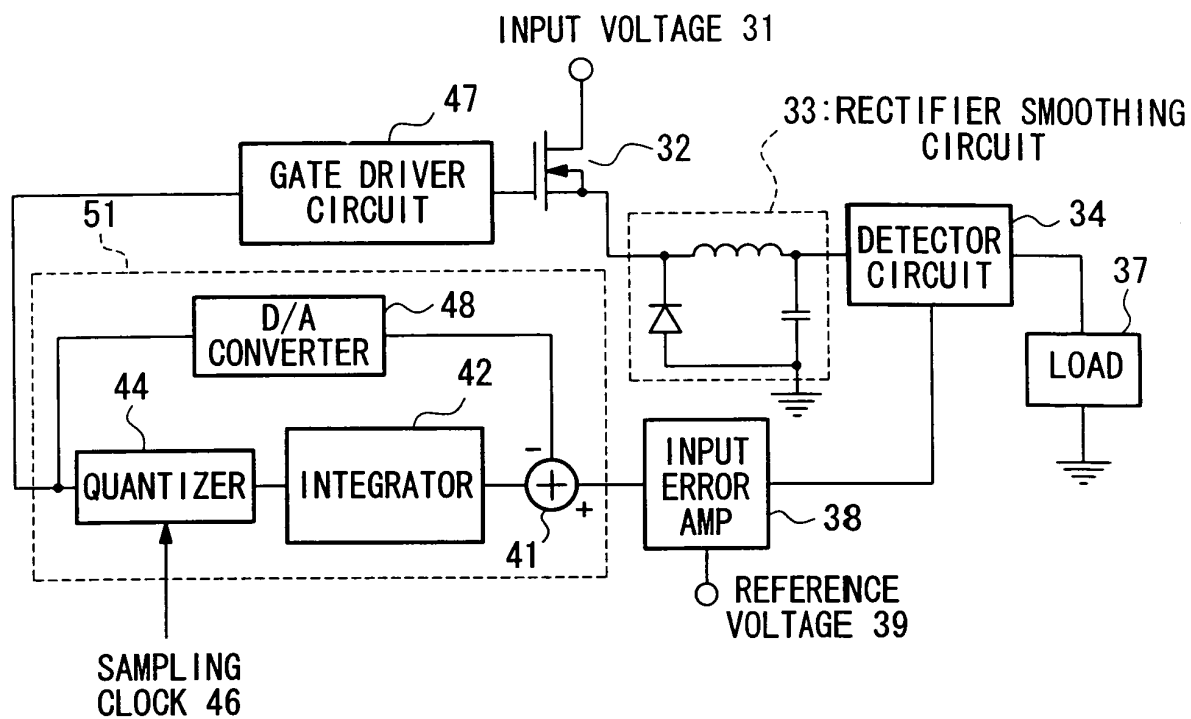 INPUT VOLTAGE 31
47
33:RECTIFIER SMOOTHING
CIRCUIT
32
GATE DRIVER
CIRCUIT
34
51
DETECTOR
CIRCUIT
37
D/A
CONVERTER
48
LOAD
44
42
-
INPUT
ERROR
AMP
QUANTIZER
INTEGRATOR
+
+
38
41
REFERENCE
VOLTAGE 39
SAMPLING
CLOCK 46